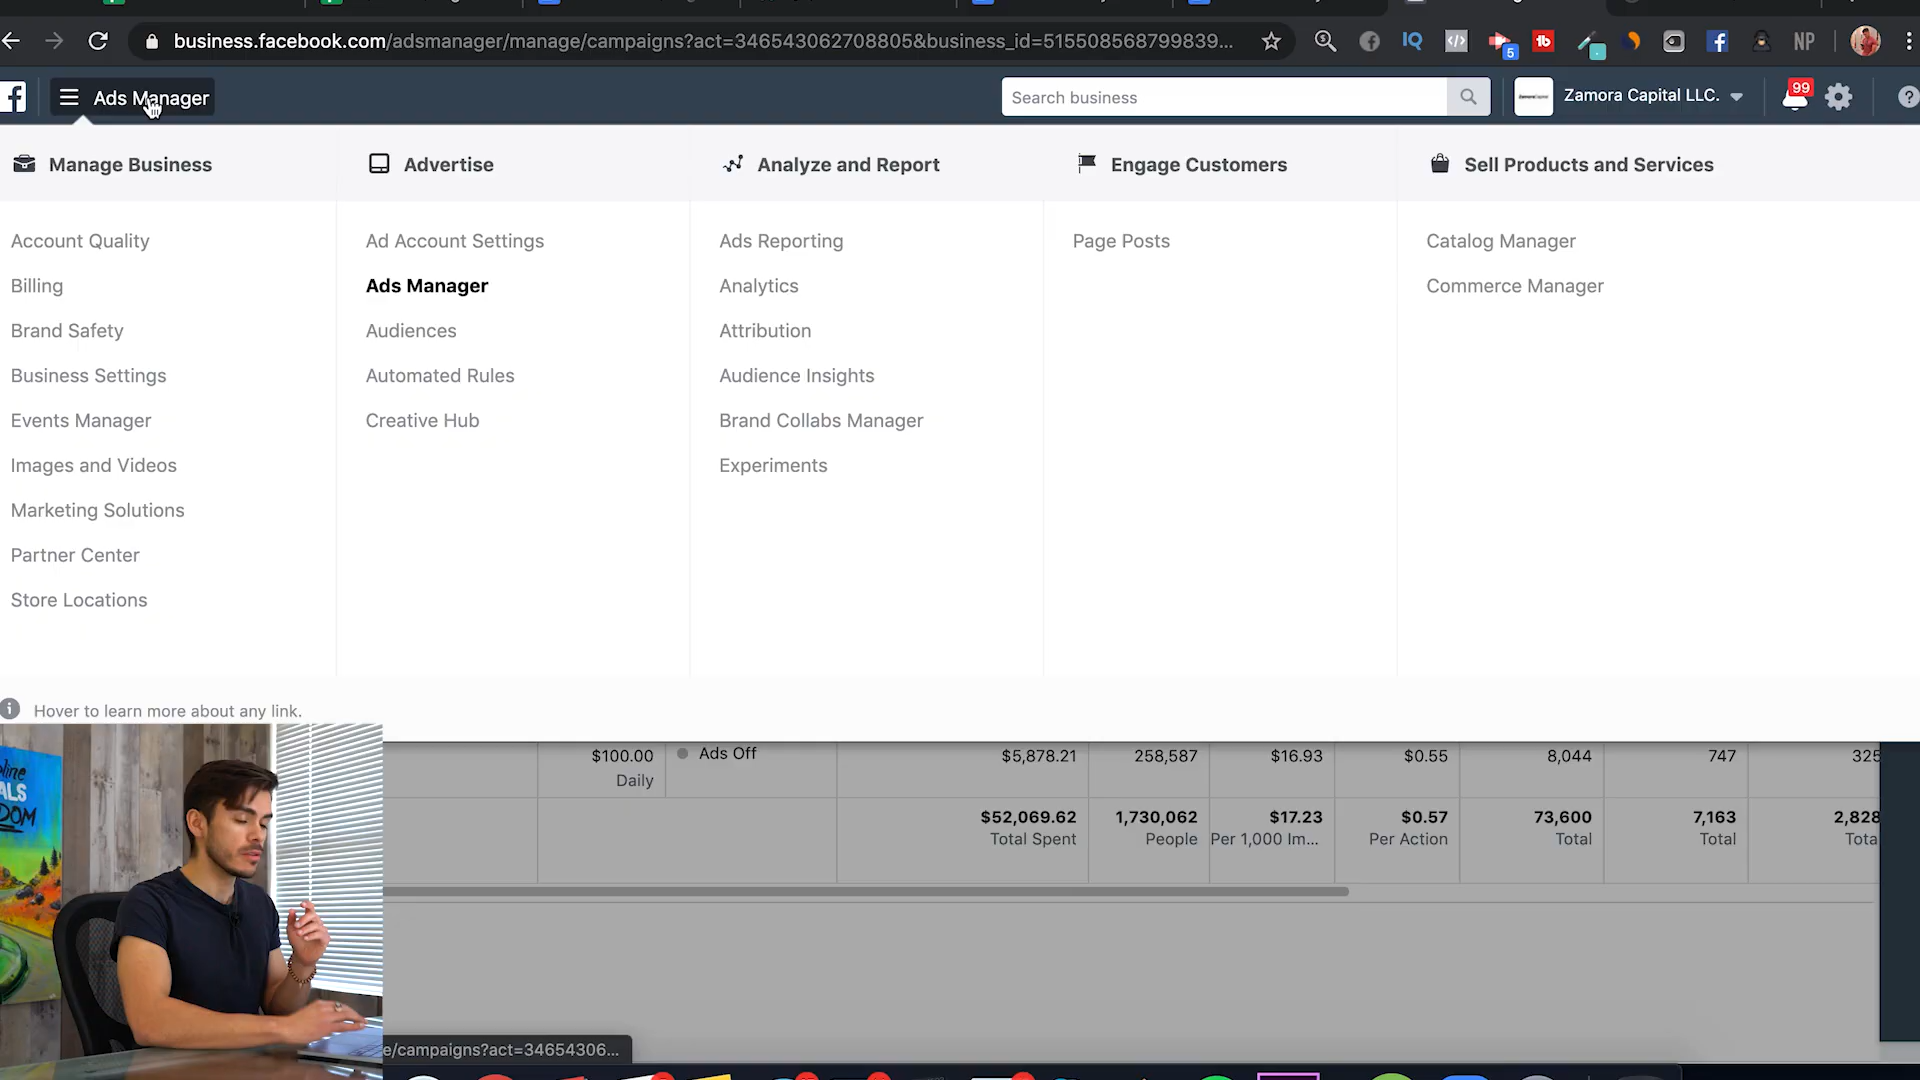 business.facebook.com/adsmanager/manage/campaigns?act=346543062708805&business_id=515508568799839...
5
NP
Ads Manager
Search business
Zamora Capital LLC.
99
Manage Business
Advertise
Analyze and Report
Engage Customers
Sell Products and Services
Account Quality
Ad Account Settings
Ads Reporting
Page Posts
Catalog Manager
Billing
Ads Manager
Analytics
Commerce Manager
Brand Safety
Audiences
Attribution
Business Settings
Automated Rules
Audience Insights
Events Manager
Creative Hub
Brand Collabs Manager
Images and Videos
Experiments
Marketing Solutions
Partner Center
Store Locations
Hover to learn more about any link.
$100.00
Daily
Ads Off
$5,878.21
258,587
$16.93
$0.55
8,044
747
325
$52,069.62
1,730,062
$17.23
$0.57
73,600
7,163
2,828
Total Spent
People
Per 1,000 Im...
Per Action
Total
Total
Tota
e/campaigns?act=34654306...